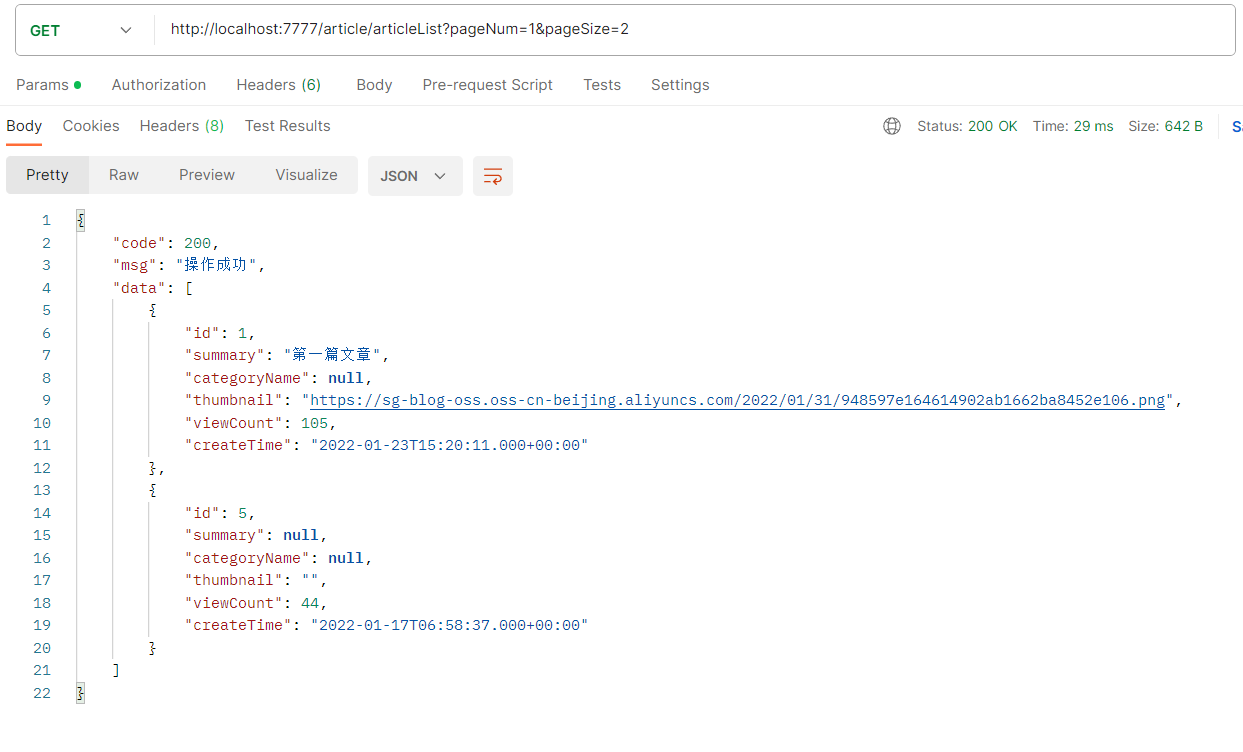 GET http://localhost:7777/article/articleList?pageNum=1&pageSize=2
Params Authorization Headers (6) Body Pre-request Script Tests Settings
Body Cookies Headers (8) Test Results Status: 200 OK Time: 29 ms Size: 642 B
Pretty Raw Preview Visualize JSON
1 {
2 "code": 200,
3 "msg": "操作成功",
4 "data": [
5 {
6 "id": 1,
7 "summary": "第一篇文章",
8 "categoryName": null,
9 "thumbnail": "https://sg-blog-oss.oss-cn-beijing.aliyuncs.com/2022/01/31/948597e164614902ab1662ba8452e106.png",
10 "viewCount": 105,
11 "createTime": "2022-01-23T15:20:11.000+00:00"
12 },
13 {
14 "id": 5,
15 "summary": null,
16 "categoryName": null,
17 "thumbnail": "",
18 "viewCount": 44,
19 "createTime": "2022-01-17T06:58:37.000+00:00"
20 }
21 ]
22 }